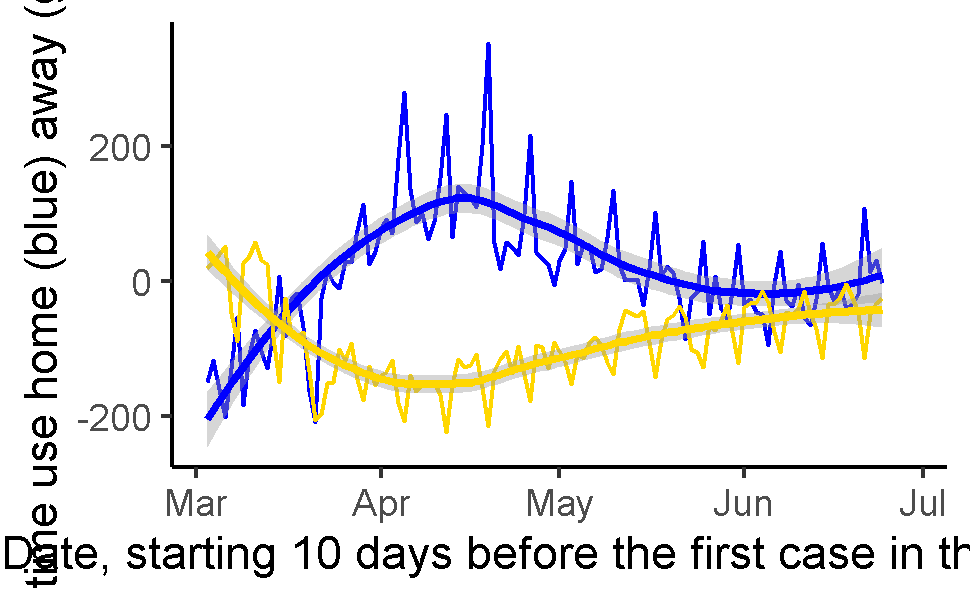 time use home (blue) away (
200
0
-200
Mar Apr May Jun Jul
Date, starting 10 days before the first case in th